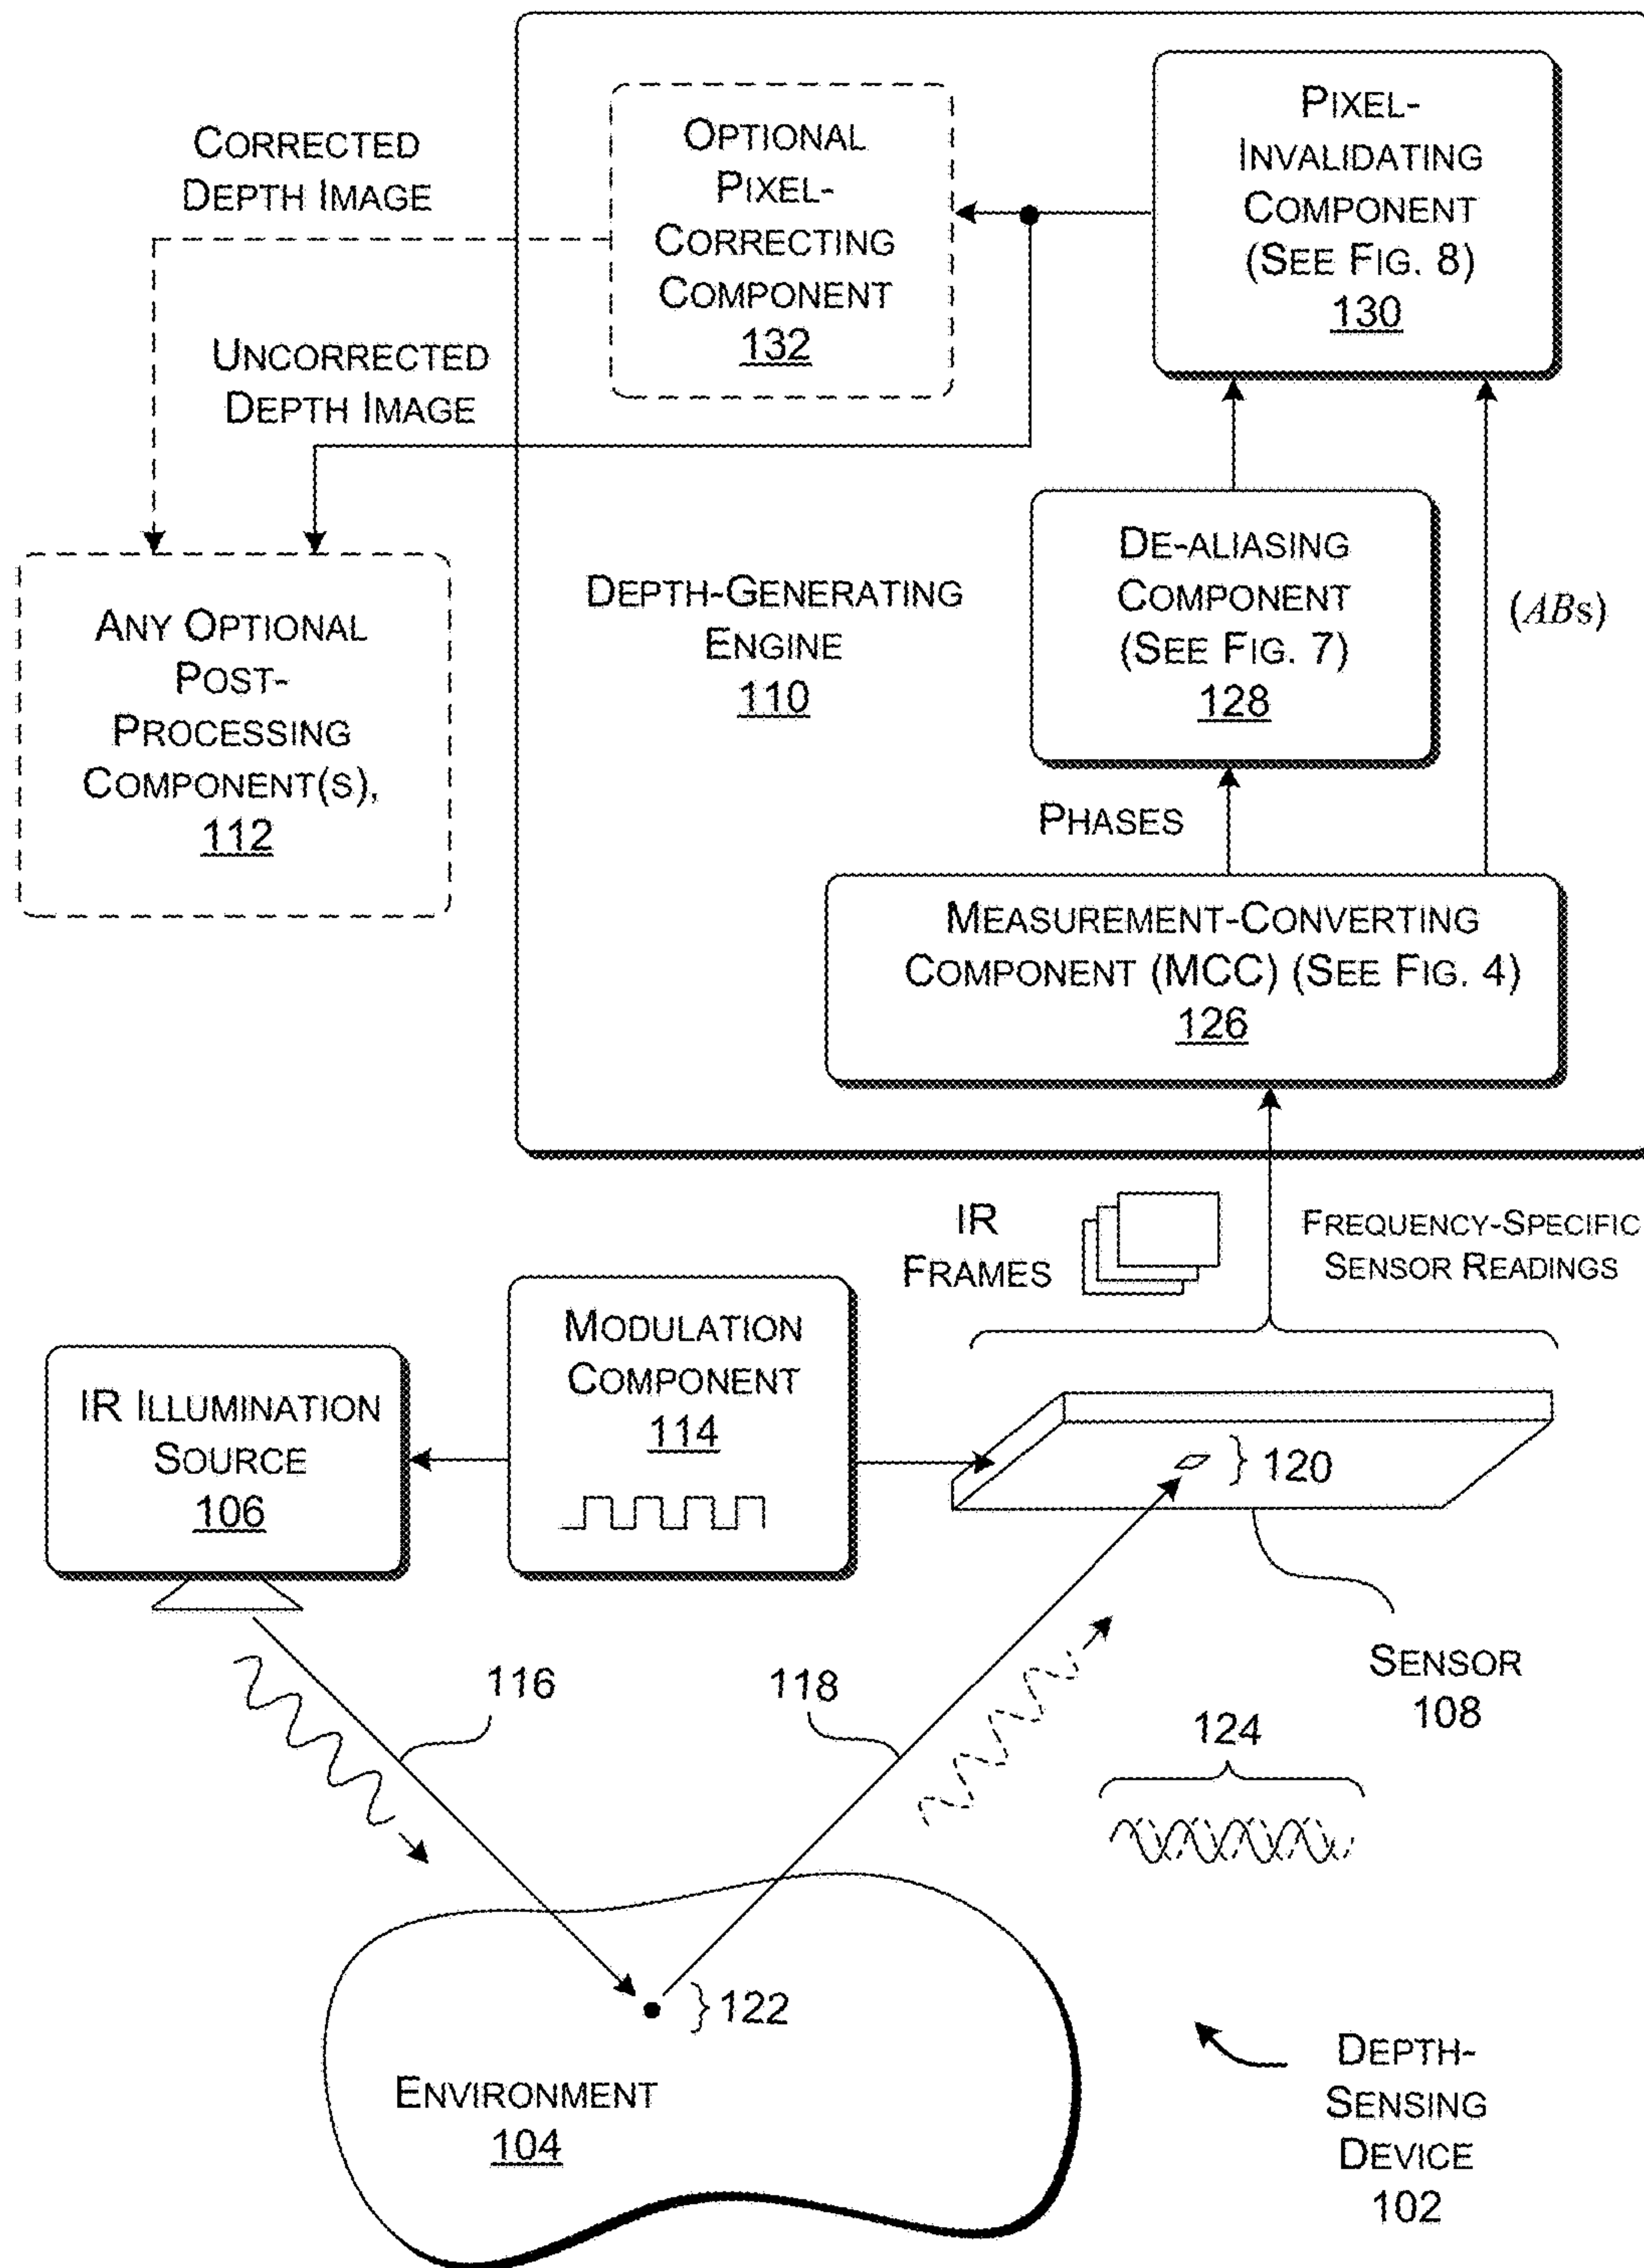 CORRECTED
DEPTH IMAGE
OPTIONAL
PIXEL-
CORRECTING
COMPONENT
132
PIXEL-
INVALIDATING
COMPONENT
(SEE FIG. 8)
130
UNCORRECTED
DEPTH IMAGE
ANY OPTIONAL
POST-
PROCESSING
COMPONENT(S),
112
DEPTH-GENERATING
ENGINE
110
DE-ALIASING
COMPONENT
(SEE FIG. 7)
128
(ABs)
PHASES
MEASUREMENT-CONVERTING
COMPONENT (MCC) (SEE FIG. 4)
126
IR
FRAMES
FREQUENCY-SPECIFIC
SENSOR READINGS
IR ILLUMINATION
SOURCE
106
MODULATION
COMPONENT
114
120
116
118
SENSOR
108
124
122
ENVIRONMENT
104
DEPTH-
SENSING
DEVICE
102